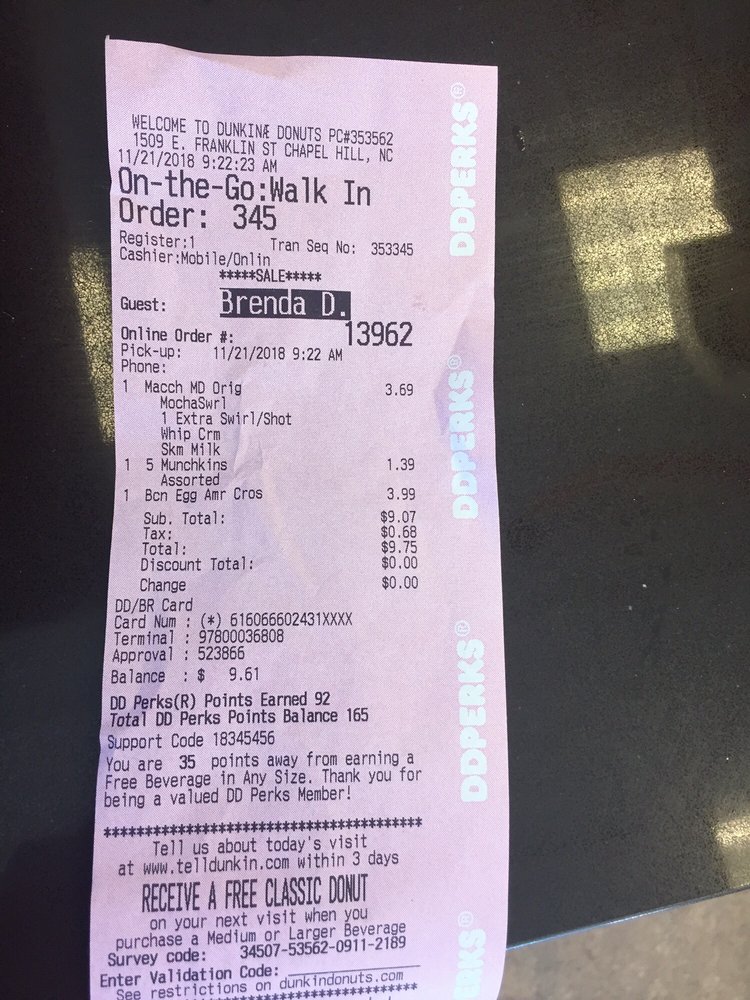 WELCOME TO DUNKINÆ DONUTS PC#353562
1509 E. FRANKLIN ST CHAPEL HILL, NC
11/21/2018 9:22:23 AM
On-the-Go:Walk In
Order: 345
Register:1 Tran Seq No: 353345
Cashier:Mobile/Onlin
*****SALE*****
Guest: Brenda D.
Online Order #: 13962
Pick-up: 11/21/2018 9:22 AM
Phone:
1 Macch MD Orig 3.69
MochaSwrl
1 Extra Swirl/Shot
Whip Crm
Skm Milk
1 5 Munchkins 1.39
Assorted
1 Bcn Egg Amr Cros 3.99
Sub. Total: $9.07
Tax: $0.68
Total: $9.75
Discount Total: $0.00
Change $0.00
DD/BR Card
Card Num : (*) 616066602431XXXX
Terminal : 97800036808
Approval : 523866
Balance : $ 9.61
DD Perks(R) Points Earned 92
Total DD Perks Points Balance 165
Support Code 18345456
You are 35 points away from earning a
Free Beverage in Any Size. Thank you for
being a valued DD Perks Member!
****************************************
Tell us about today's visit
at www.telldunkin.com within 3 days
RECEIVE A FREE CLASSIC DONUT
on your next visit when you
purchase a Medium or Larger Beverage
Survey code: 34507-53562-0911-2189
Enter Validation Code: ______________
See restrictions on dunkindonuts.com
DDPERKS®
DDPERKS®
DDPERKS®
ERKS®